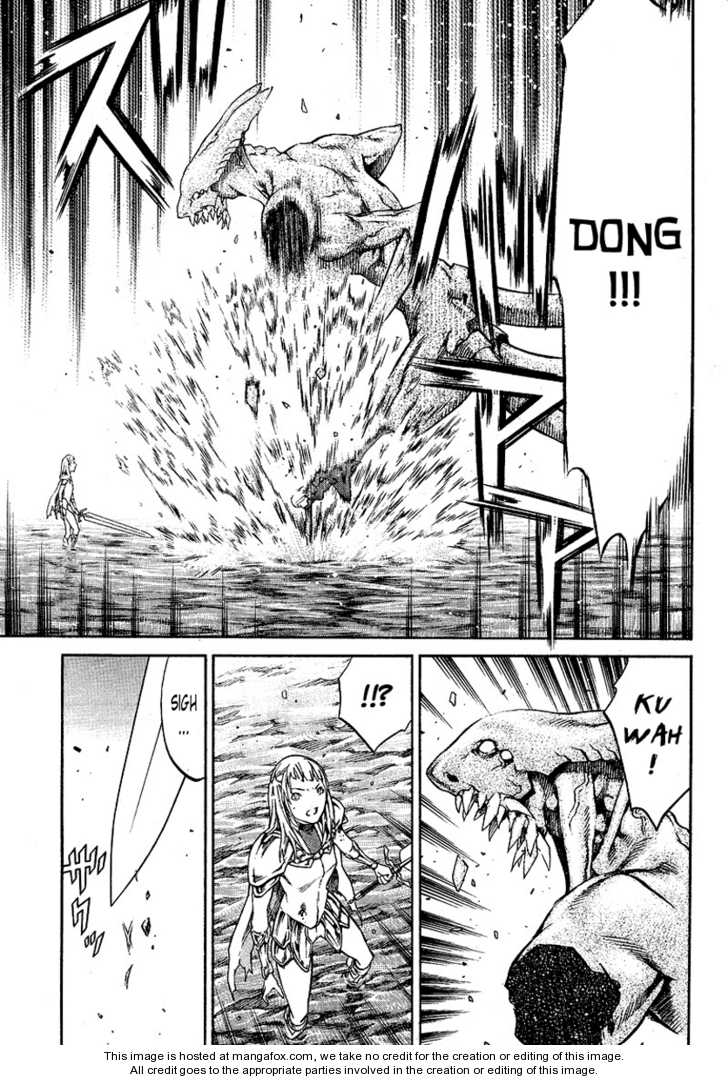 DONG
!!!
KU
WAH
!
!!?
SIGH
...
This image is hosted at mangafox.com, we take no credit for the creation or editing of this image.
All credit goes to the appropriate parties involved in the creation or editing of this image.